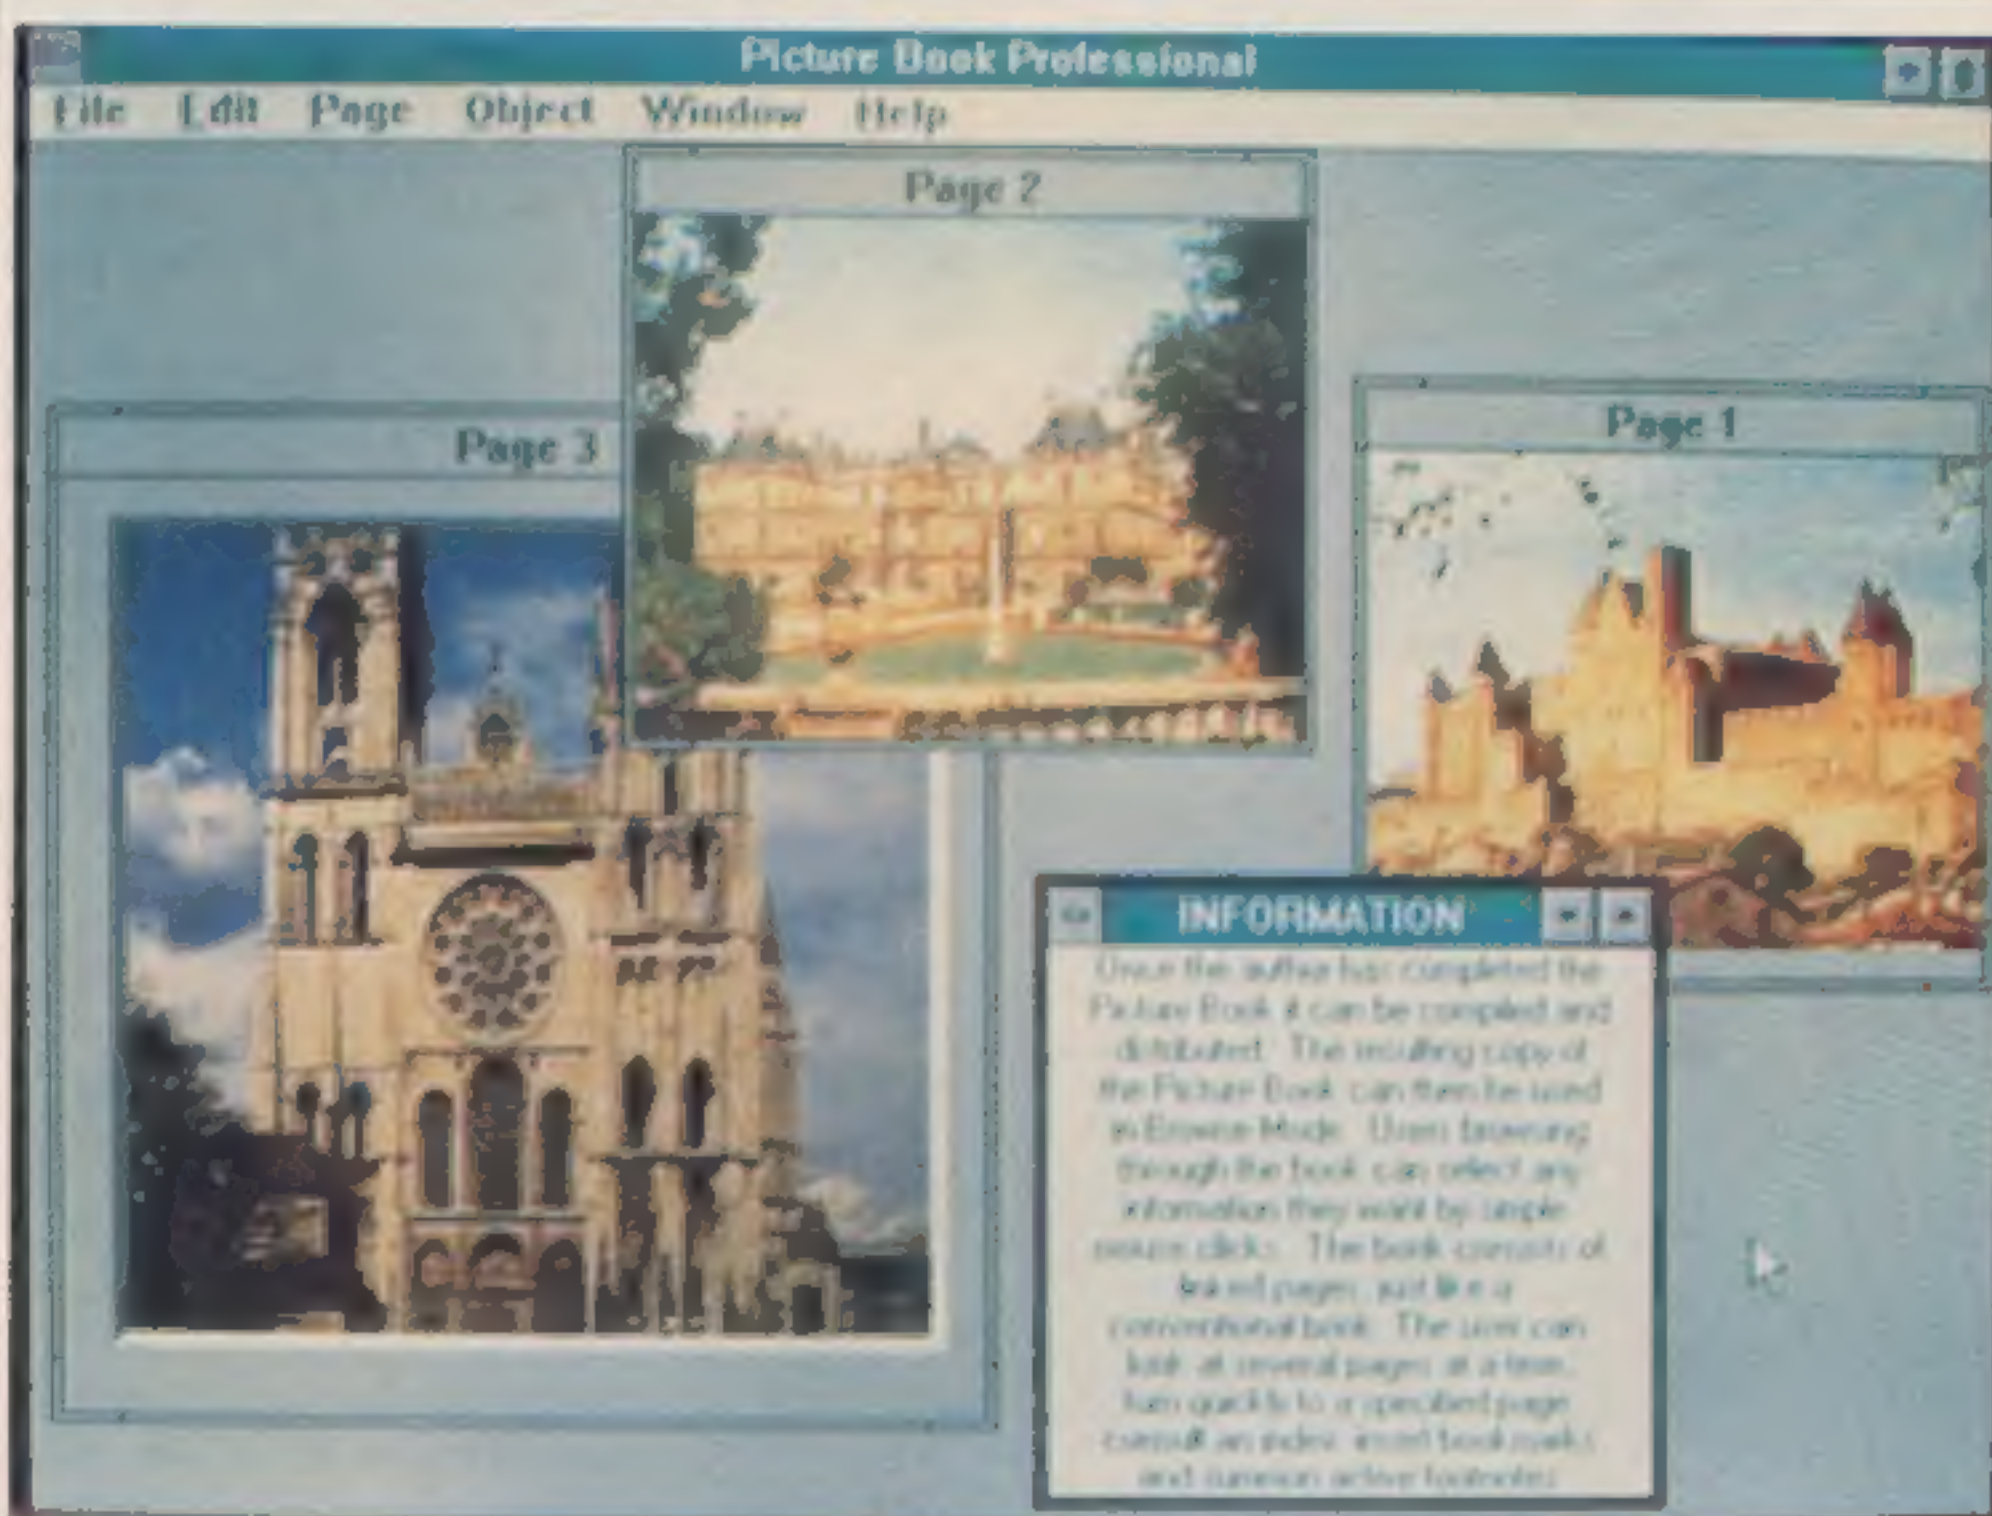 Picture Book Professional
File Edit Page Object Window Help
Page 2
Page 3
Page 1
INFORMATION
Once the author has completed the
Picture Book it can be compiled and
distributed. The resulting copy of
the Picture Book can then be used
in Browse Mode. Users browsing
through the book can select any
information they want by simple
mouse clicks. The book consists of
linked pages, just like a
conventional book. The user can
look at several pages at a time,
turn quickly to a specified page,
consult an index, insert bookmarks
and summon active footnotes